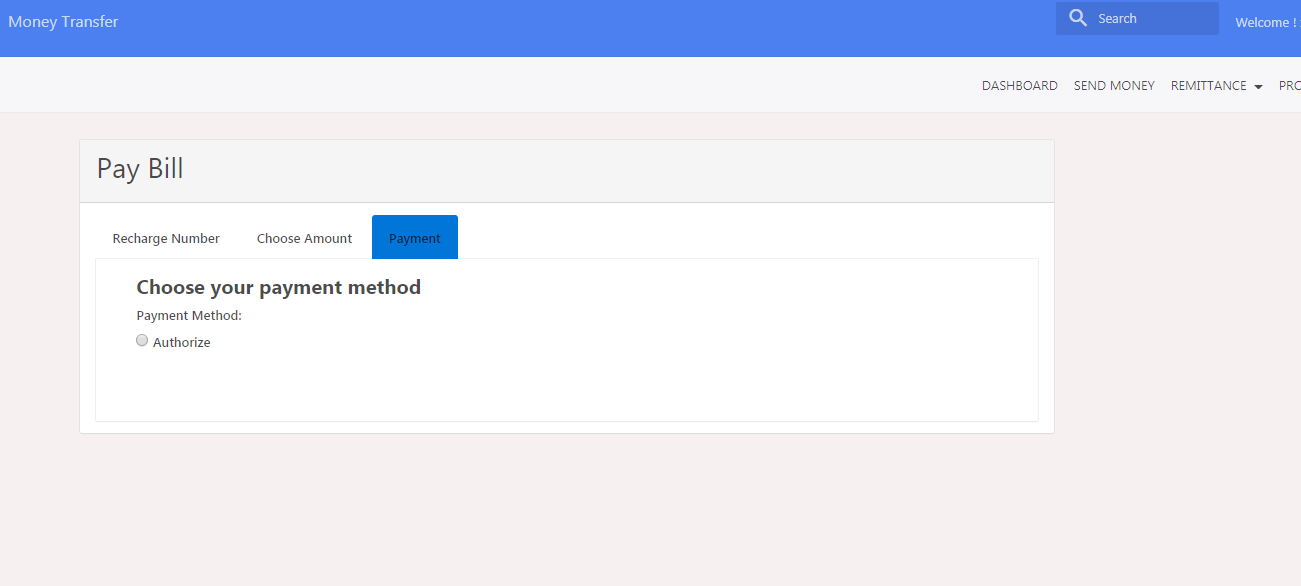 Money Transfer
Search
Welcome !
DASHBOARD SEND MONEY REMITTANCE
Pay Bill
Recharge Number Choose Amount Payment
Choose your payment method
Payment Method:
Authorize